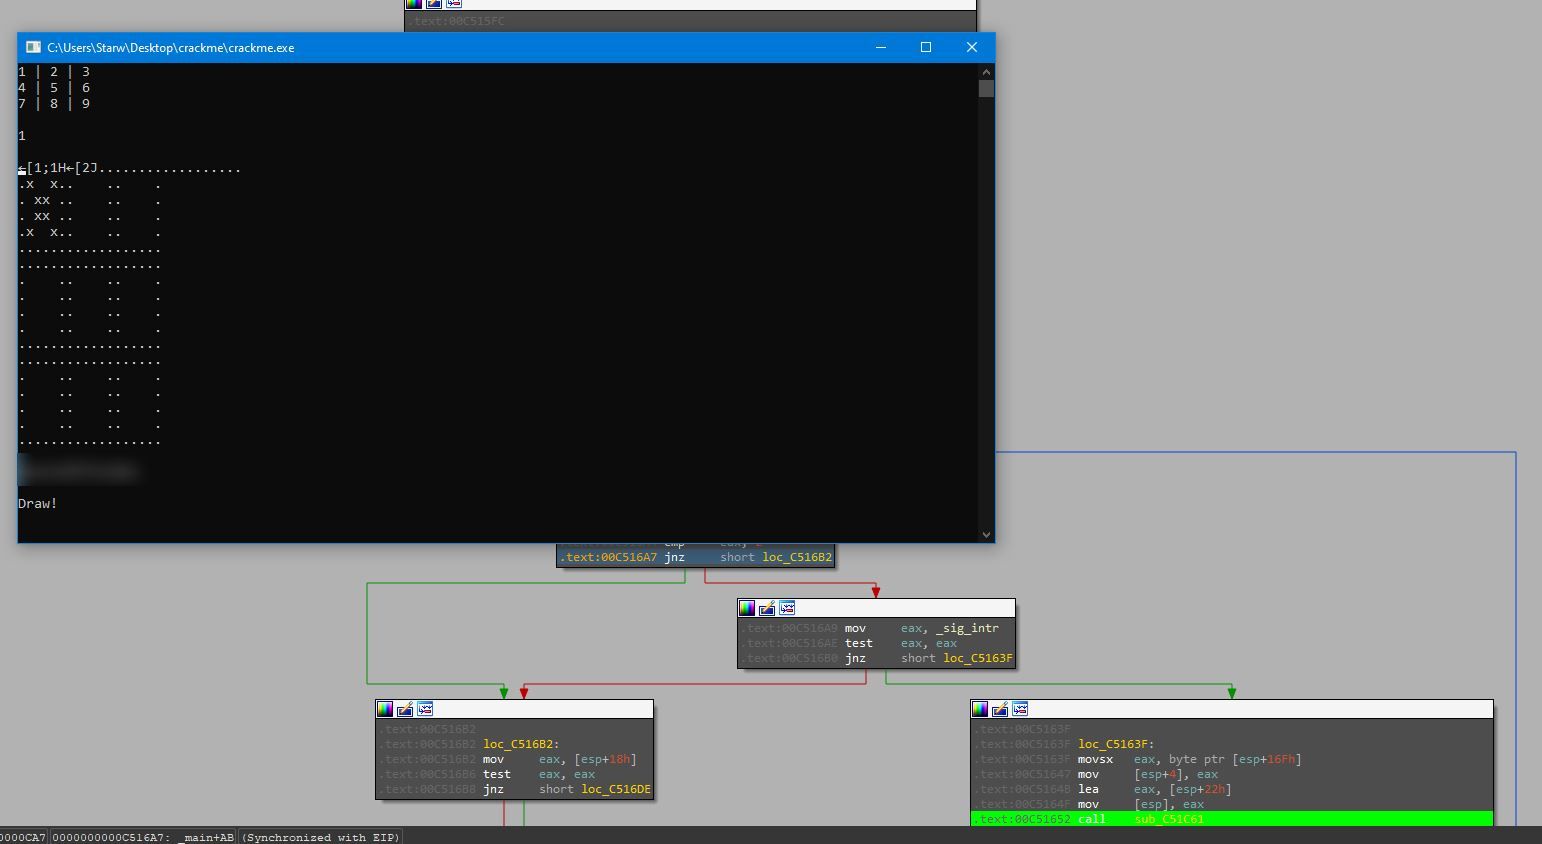 .text:00C515FC
C:\Users\Starw\Desktop\crackme\crackme.exe
1 | 2 | 3
4 | 5 | 6
7 | 8 | 9
1
←[1;1H←[2J..................
.x  x..    ..    .
. xx ..    ..    .
. xx ..    ..    .
.x  x..    ..    .
..................
..................
.    ..    ..    .
.    ..    ..    .
.    ..    ..    .
.    ..    ..    .
..................
..................
.    ..    ..    .
.    ..    ..    .
.    ..    ..    .
.    ..    ..    .
..................
Draw!
.text:00C516A7 jnz     short loc_C516B2
.text:00C516A9 mov     eax, _sig_intr
.text:00C516AE test    eax, eax
.text:00C516B0 jnz     short loc_C5163F
.text:00C516B2
.text:00C516B2 loc_C516B2:
.text:00C516B2 mov     eax, [esp+18h]
.text:00C516B6 test    eax, eax
.text:00C516B8 jnz     short loc_C516DE
.text:00C5163F
.text:00C5163F loc_C5163F:
.text:00C5163F movsx   eax, byte ptr [esp+16Fh]
.text:00C51647 mov     [esp+4], eax
.text:00C5164B lea     eax, [esp+22h]
.text:00C5164F mov     [esp], eax
.text:00C51652 call    sub_C51C61
0000CA7 0000000000C516A7: _main+AB (Synchronized with EIP)